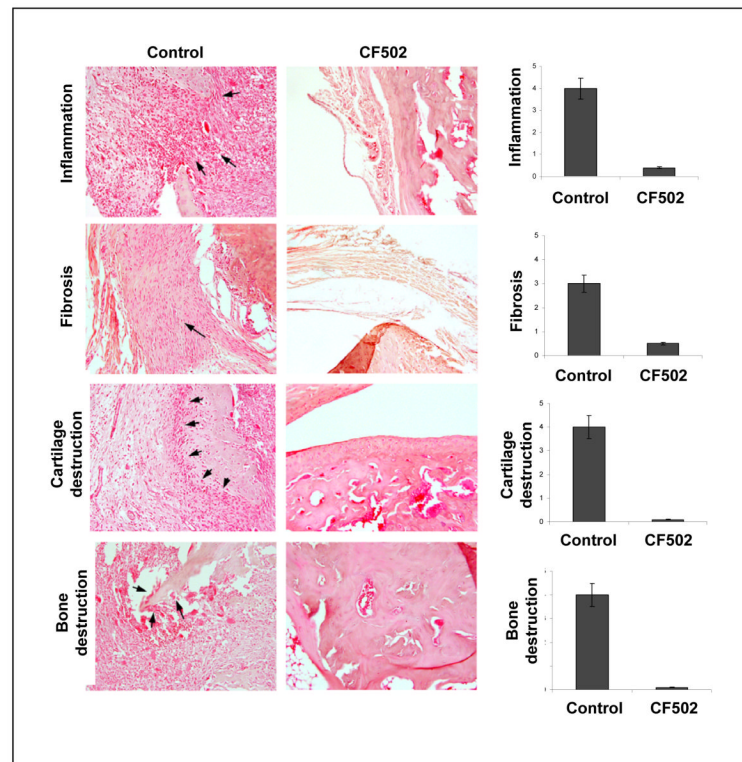 Control
CF502
Inflammation
Inflammation
5
4
3
2
1
0
Control
CF502
Fibrosis
Fibrosis
5
4
3
2
1
0
Control
CF502
Cartilage
destruction
Cartilage
destruction
5
4
3
2
1
0
Control
CF502
Bone
destruction
Bone
destruction
Control
CF502